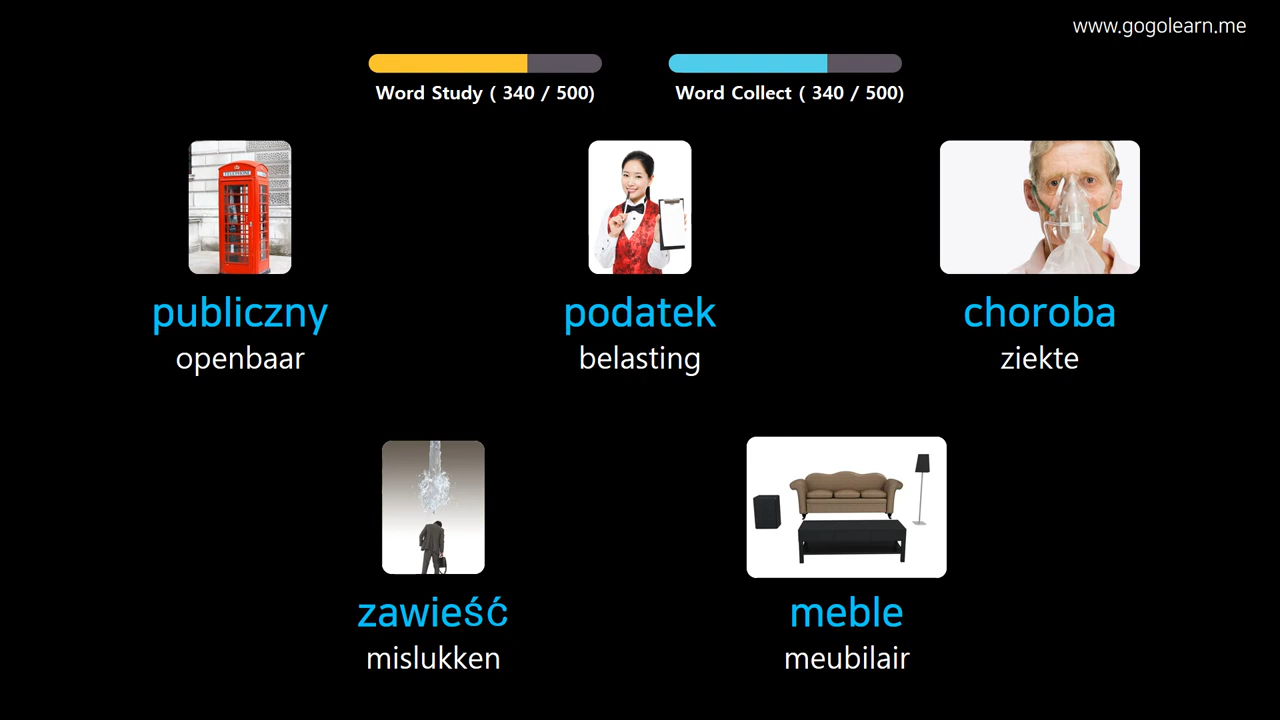 www.gogolearn.me
Word Study ( 340 / 500)
Word Collect ( 340 / 500)
TELEPHONE
publiczny
openbaar
podatek
belasting
choroba
ziekte
zawieść
mislukken
meble
meubilair